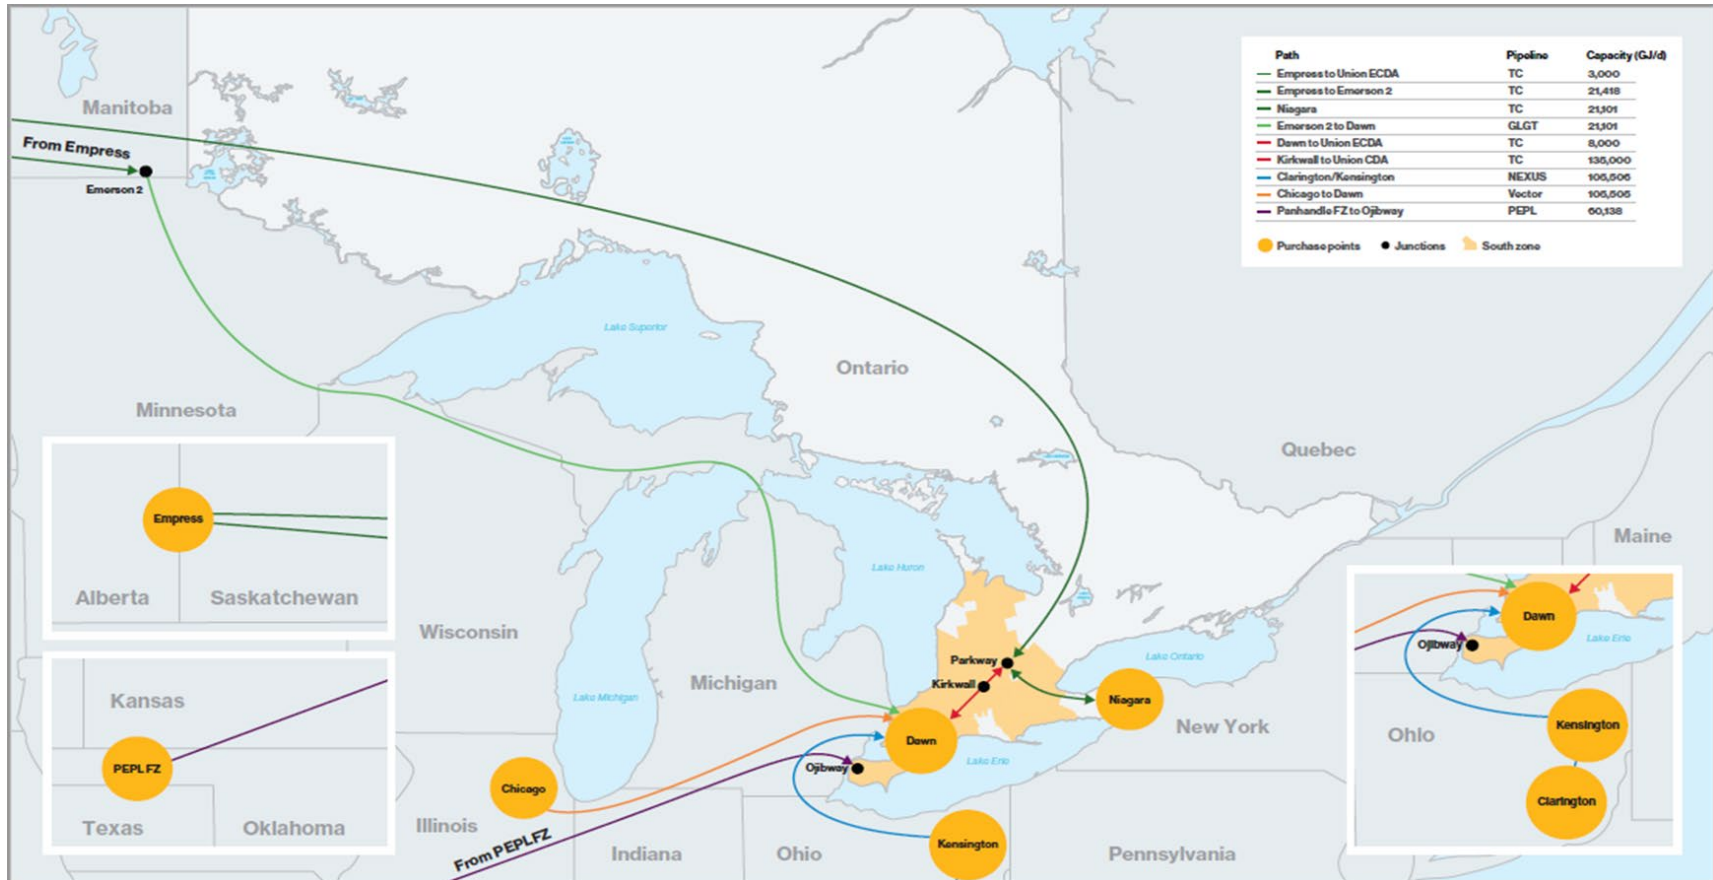 Path Pipeline Capacity (GJ/d)
Empress to Union ECDA TC 3,000
Empress to Emerson 2 TC 21,418
Niagara TC 21,101
Emerson 2 to Dawn GLGT 21,101
Dawn to Union ECDA TC 8,000
Kirkwall to Union CDA TC 135,000
Clarington/Kensington NEXUS 105,506
Chicago to Dawn Vector 105,505
Panhandle FZ to Ojibway PEPL 60,138
Purchase points Junctions South zone
Manitoba
From Empress
Emerson 2
Lake Superior
Ontario
Minnesota
Quebec
Empress
Alberta
Saskatchewan
Maine
Lake Huron
Wisconsin
Michigan
Parkway
Lake Ontario
Kirkwall
Niagara
Lake Michigan
New York
Dawn
Lake Erie
Ojibway
Chicago
Illinois
From PEPLFZ
Indiana
Ohio
Kensington
Pennsylvania
Kansas
PEPL FZ
Texas
Oklahoma
Dawn
Lake Erie
Ojibway
Kensington
Ohio
Clarington